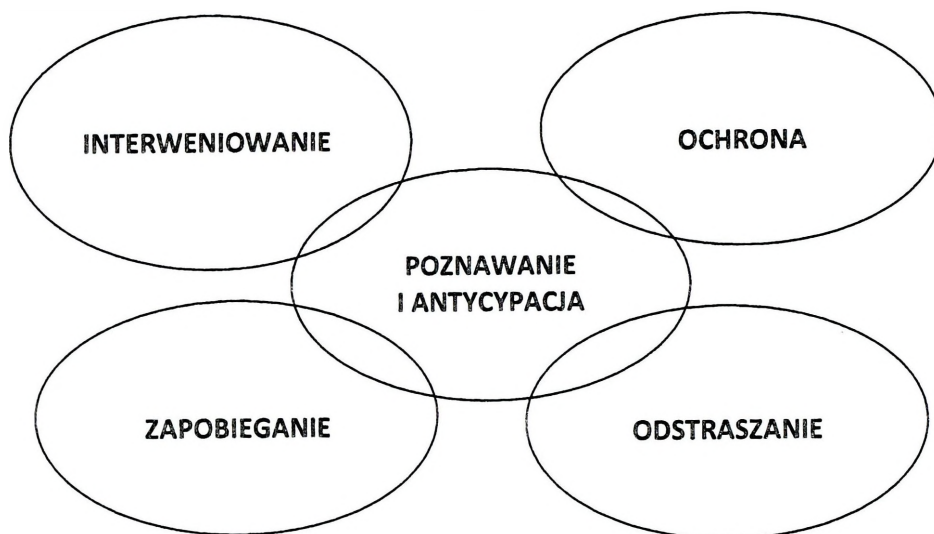 INTERWENIOWANIE
OCHRONA
POZNAWANIE
I ANTYCYPACJA
ZAPOBIEGANIE
ODSTRASZANIE